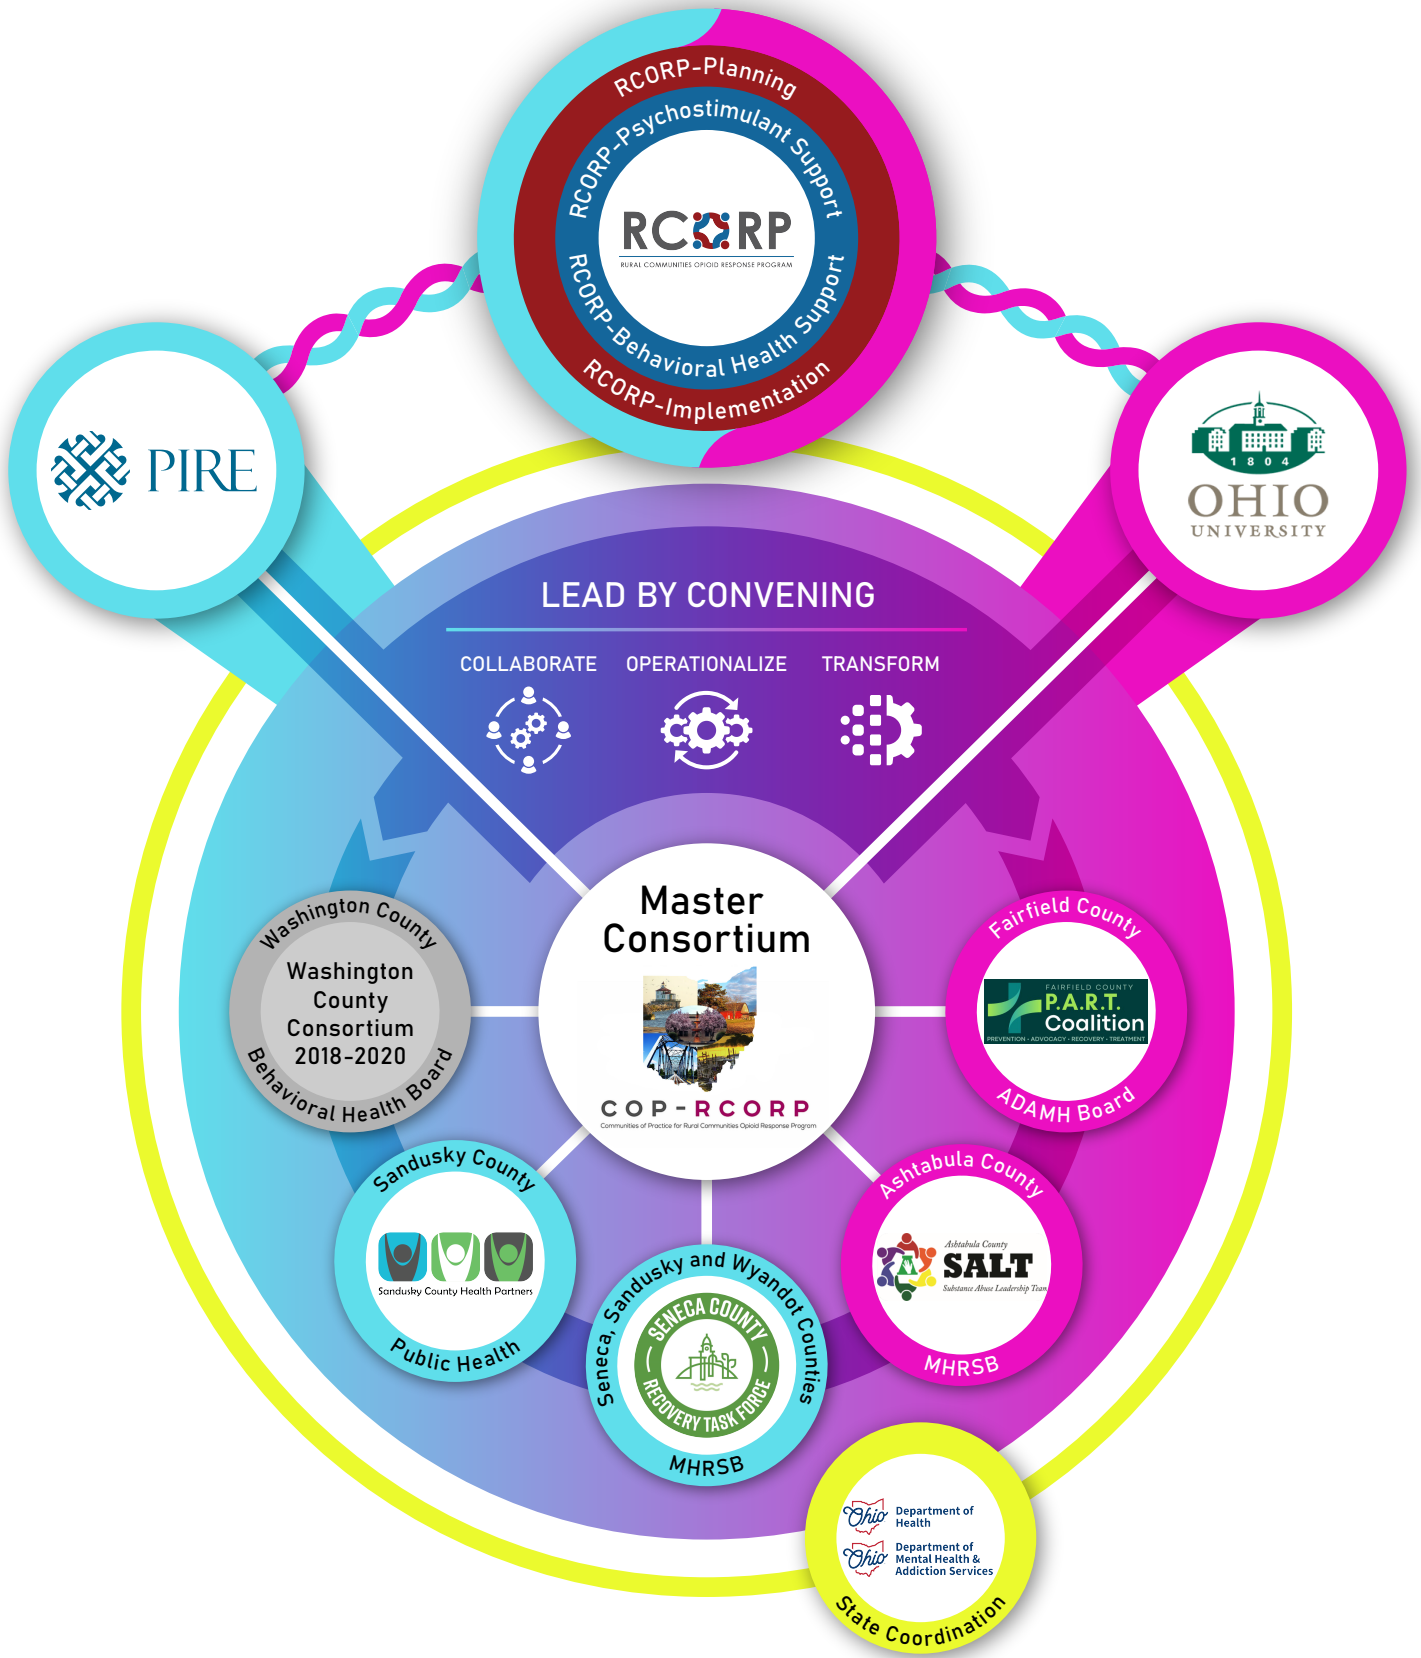 RCORP-Planning
RCORP-Psychostimulant Support
RCORP
RURAL COMMUNITIES OPIOID RESPONSE PROGRAM
RCORP-Behavioral Health Support
RCORP-Implementation
PIRE
1804
OHIO
UNIVERSITY
LEAD BY CONVENING
COLLABORATE
OPERATIONALIZE
TRANSFORM
Master
Consortium
COP-RCORP
Communities of Practice for Rural Communities Opioid Response Program
Washington County
Washington
County
Consortium
2018-2020
Behavioral Health Board
Fairfield County
FAIRFIELD COUNTY
P.A.R.T.
Coalition
PREVENTION • ADVOCACY • RECOVERY • TREATMENT
ADAMH Board
Sandusky County
Sandusky County Health Partners
Public Health
Ashtabula County
Ashtabula County
SALT
Substance Abuse Leadership Team
MHRSB
Seneca, Sandusky and Wyandot Counties
SENECA COUNTY
RECOVERY TASK FORCE
MHRSB
Ohio
Department of
Health
Ohio
Department of
Mental Health &
Addiction Services
State Coordination